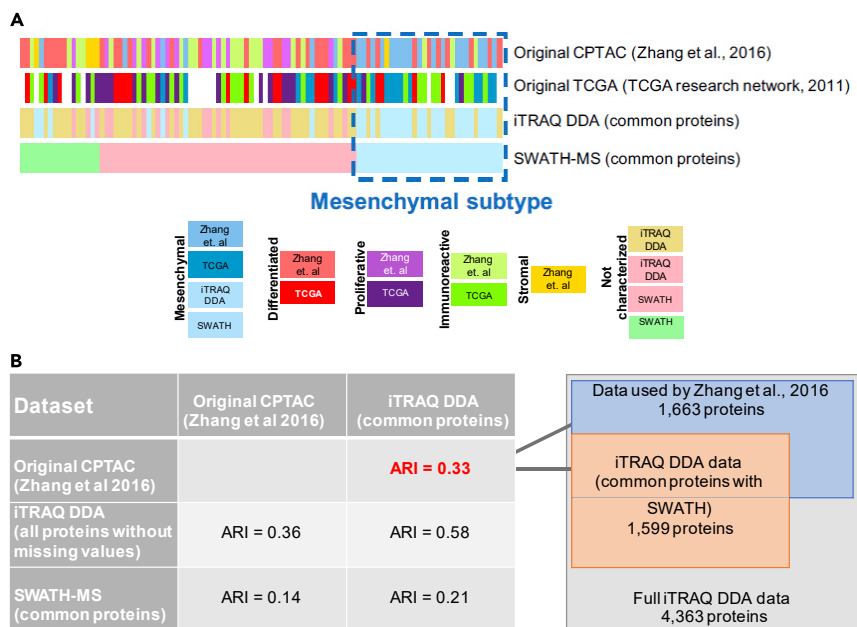 A
Original CPTAC (Zhang et al., 2016)
Original TCGA (TCGA research network, 2011)
iTRAQ DDA (common proteins)
SWATH-MS (common proteins)
Mesenchymal subtype
Mesenchymal
Zhang
et. al
TCGA
iTRAQ
DDA
SWATH
Differentiated
Zhang
et. al
TCGA
Proliferative
Zhang
et. al
TCGA
Immunoreactive
Zhang
et. al
TCGA
Stromal
Zhang
et. al
Not
characterized
iTRAQ
DDA
iTRAQ
DDA
SWATH
SWATH
B
Dataset
Original CPTAC
(Zhang et al 2016)
iTRAQ DDA
(common proteins)
Original CPTAC
(Zhang et al 2016)
ARI = 0.33
iTRAQ DDA
(all proteins without
missing values)
ARI = 0.36
ARI = 0.58
SWATH-MS
(common proteins)
ARI = 0.14
ARI = 0.21
Data used by Zhang et al., 2016
1,663 proteins
iTRAQ DDA data
(common proteins with
SWATH)
1,599 proteins
Full iTRAQ DDA data
4,363 proteins